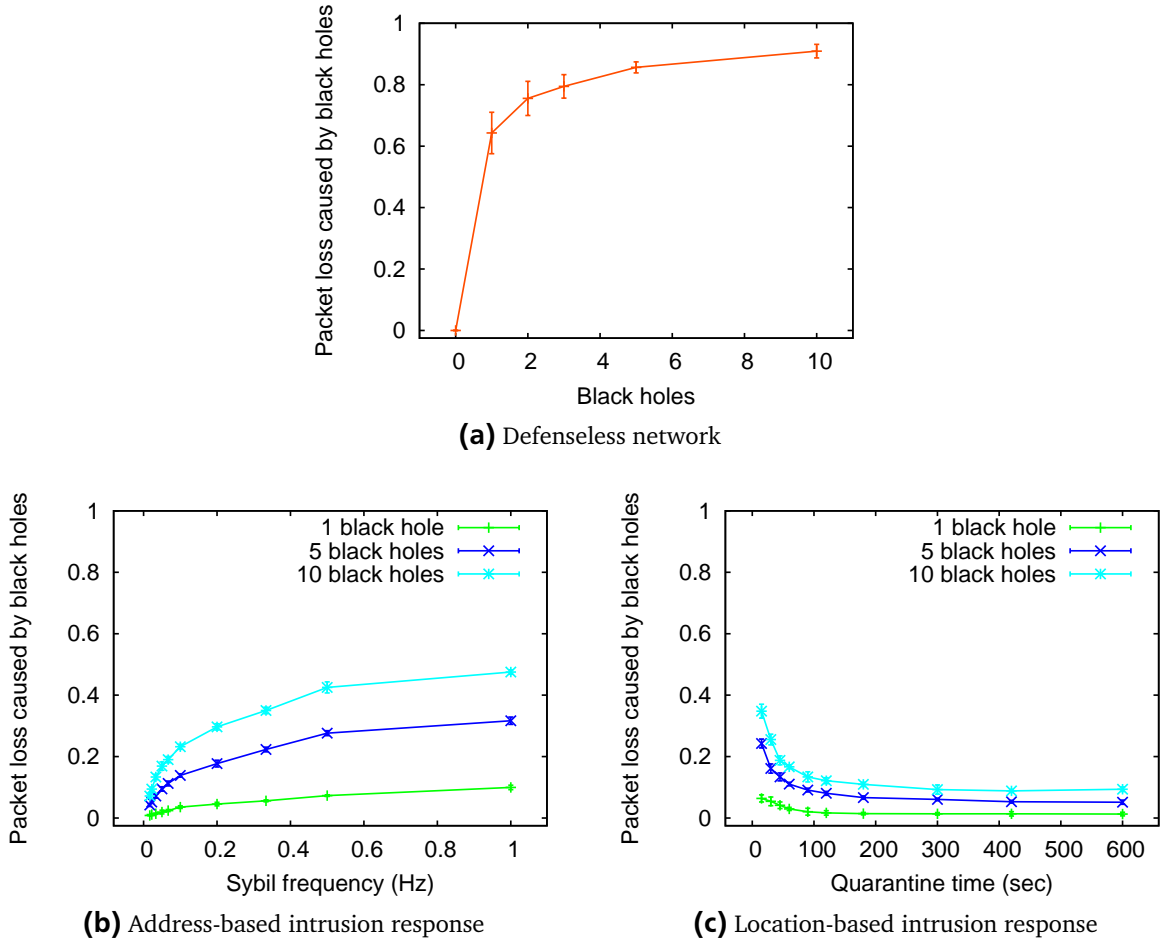 Packet loss caused by black holes
1
0.8
0.6
0.4
0.2
0
0 2 4 6 8 10
Black holes
(a) Defenseless network
Packet loss caused by black holes
1
0.8
0.6
0.4
0.2
0
1 black hole
5 black holes
10 black holes
0 0.2 0.4 0.6 0.8 1
Sybil frequency (Hz)
(b) Address-based intrusion response
Packet loss caused by black holes
1
0.8
0.6
0.4
0.2
0
1 black hole
5 black holes
10 black holes
0 100 200 300 400 500 600
Quarantine time (sec)
(c) Location-based intrusion response